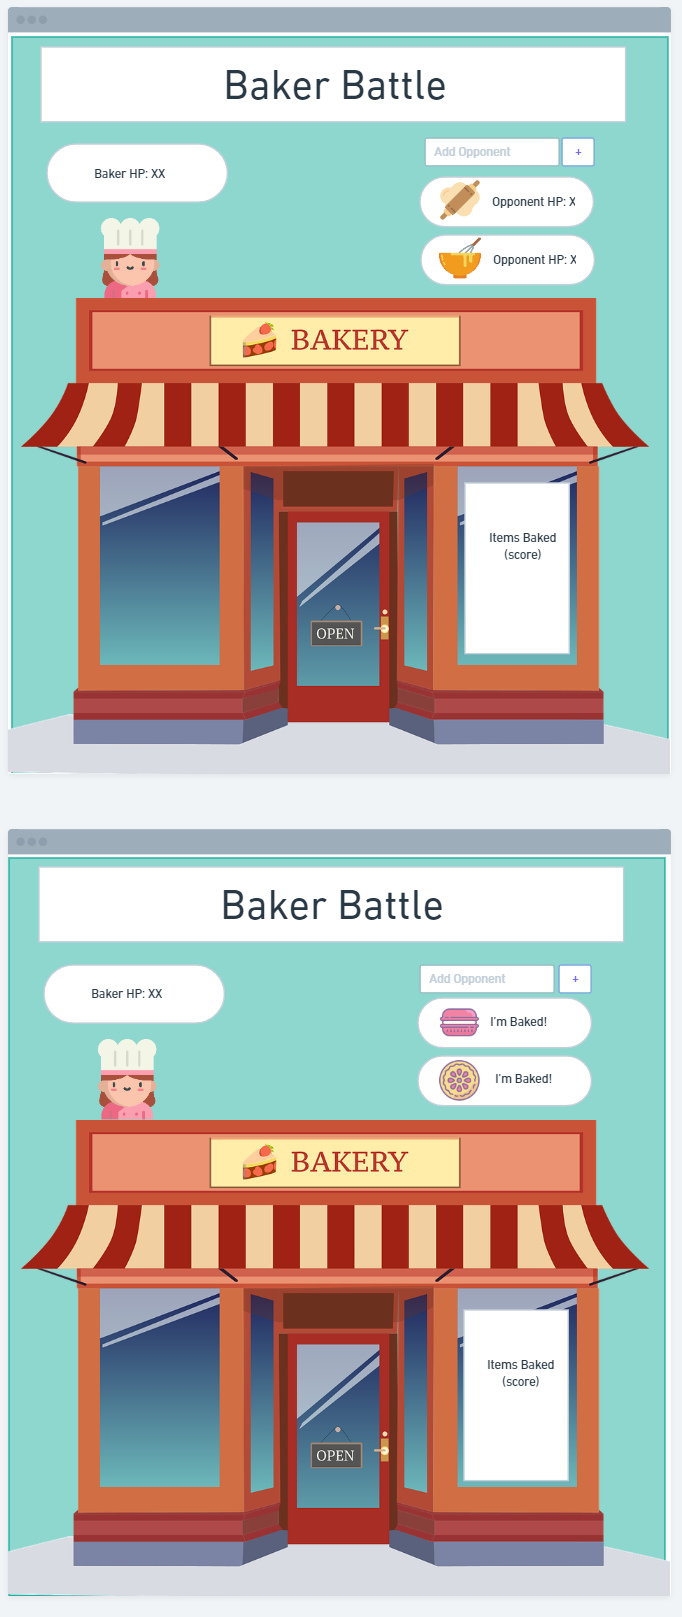 Baker Battle
Add Opponent +
Baker HP: XX
Opponent HP: X
Opponent HP: X
BAKERY
Items Baked
(score)
OPEN
Baker Battle
Add Opponent +
Baker HP: XX
I'm Baked!
I'm Baked!
BAKERY
Items Baked
(score)
OPEN